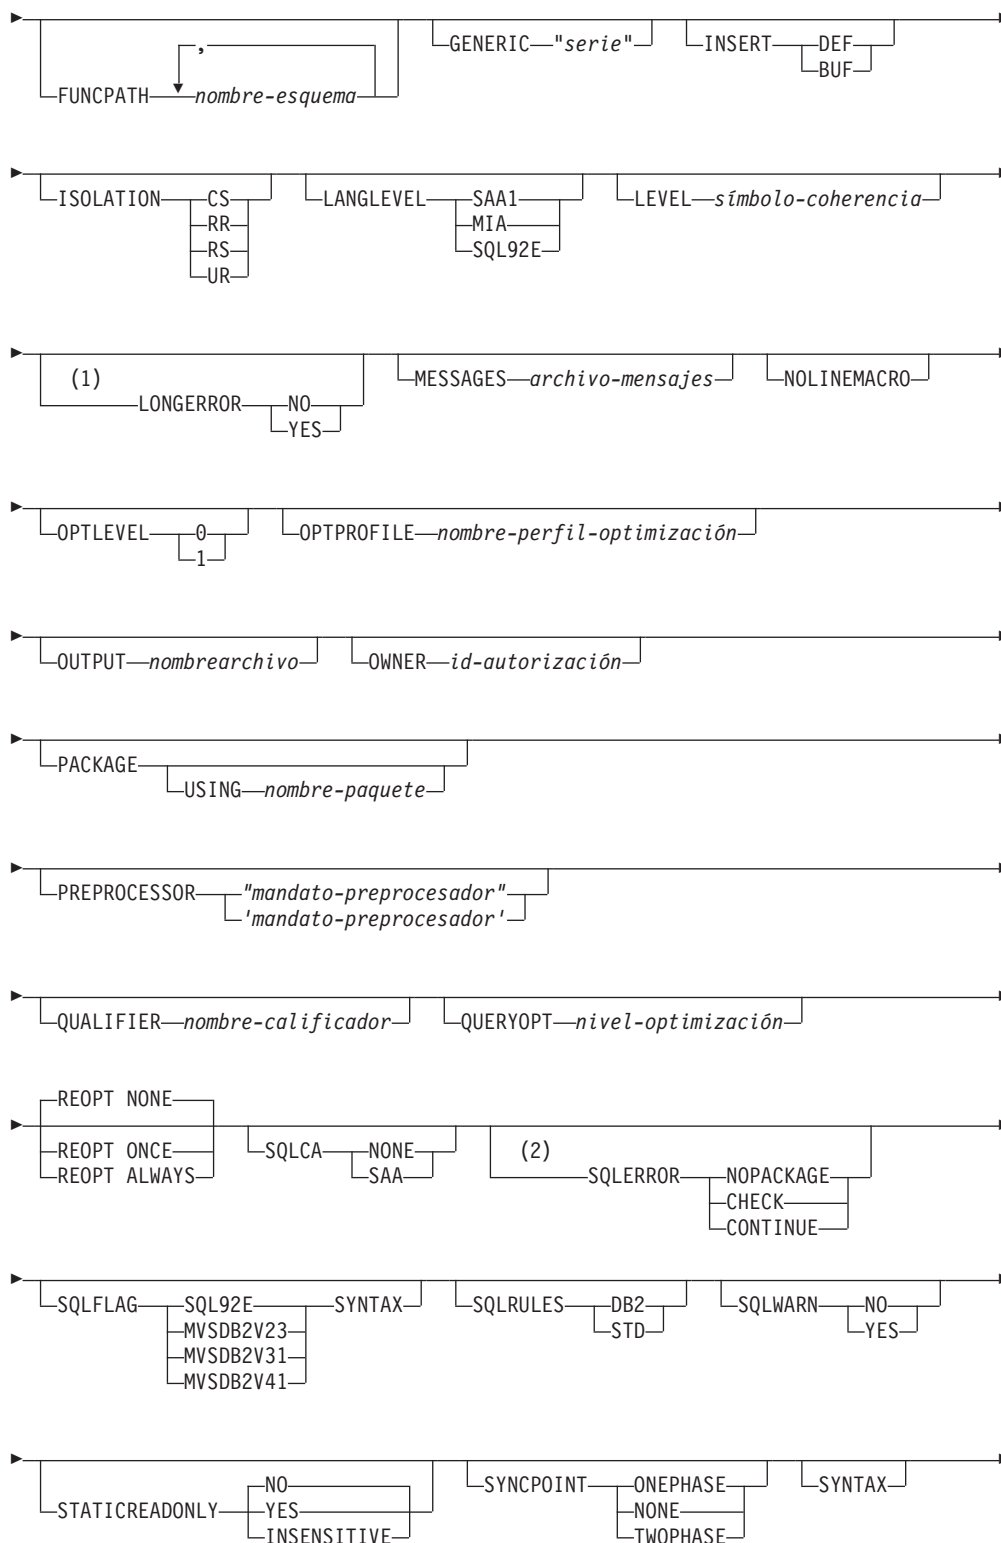 ,
GENERIC "serie" INSERT DEF
BUF
FUNCPATH nombre-esquema
ISOLATION CS LANGLEVEL SAA1 LEVEL símbolo-coherencia
RR MIA
RS SQL92E
UR
(1) MESSAGES archivo-mensajes NOLINEMACRO
LONGERROR NO
YES
OPTLEVEL 0 OPTPROFILE nombre-perfil-optimización
1
OUTPUT nombrearchivo OWNER id-autorización
PACKAGE
USING nombre-paquete
PREPROCESSOR "mandato-preprocesador"
'mandato-preprocesador'
QUALIFIER nombre-calificador QUERYOPT nivel-optimización
REOPT NONE
REOPT ONCE SQLCA NONE (2)
REOPT ALWAYS SAA SQLERROR NOPACKAGE
CHECK
CONTINUE
SQLFLAG SQL92E SYNTAX SQLRULES DB2 SQLWARN NO
MVSDB2V23 STD YES
MVSDB2V31
MVSDB2V41
NO SYNCPOINT ONEPHASE SYNTAX
STATICREADONLY YES NONE
INSENSITIVE TWOPHASE